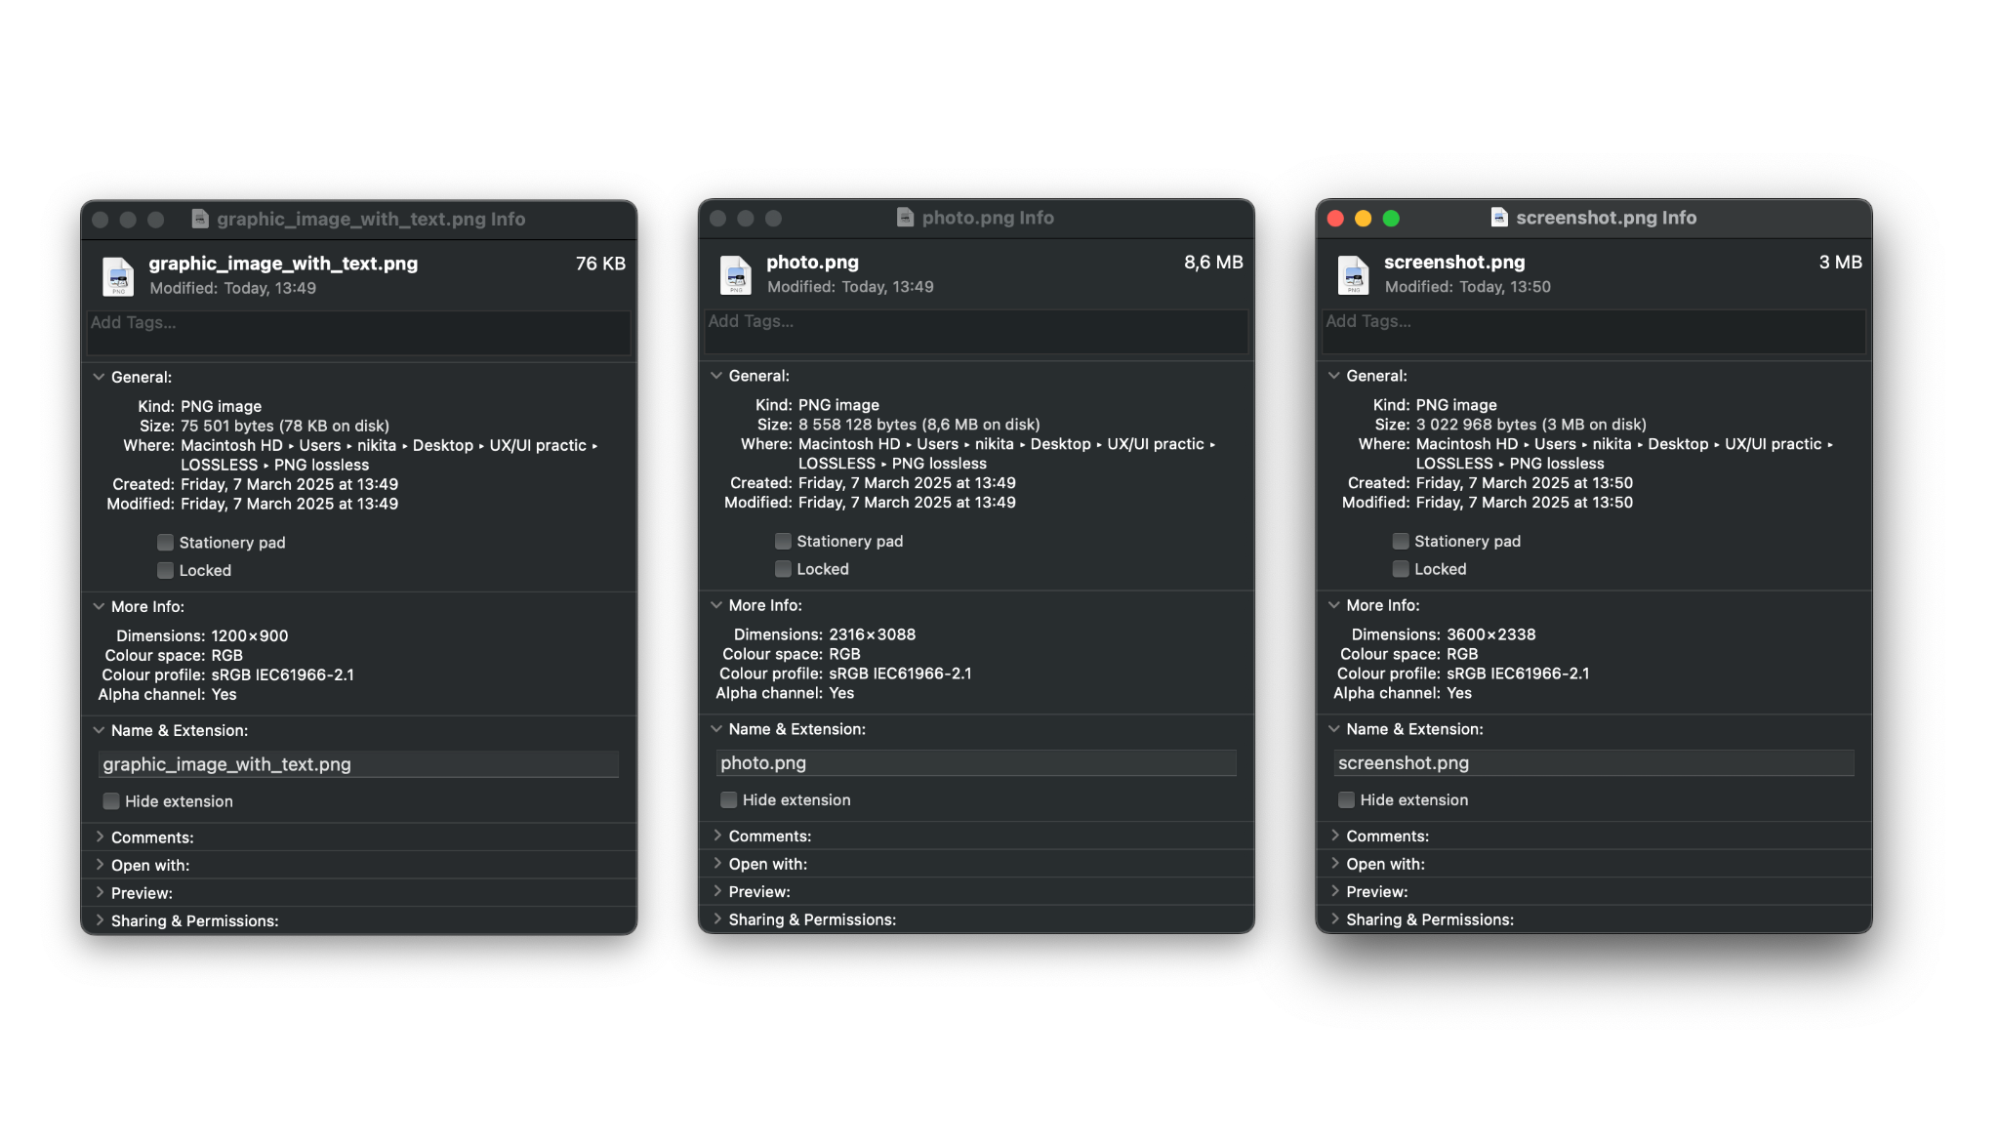 graphic_image_with_text.png Info
graphic_image_with_text.png 76 KB
Modified: Today, 13:49
PNG
Add Tags...
General:
Kind: PNG image
Size: 75 501 bytes (78 KB on disk)
Where: Macintosh HD ▸ Users ▸ nikita ▸ Desktop ▸ UX/UI practic ▸
LOSSLESS ▸ PNG lossless
Created: Friday, 7 March 2025 at 13:49
Modified: Friday, 7 March 2025 at 13:49
Stationery pad
Locked
More Info:
Dimensions: 1200×900
Colour space: RGB
Colour profile: sRGB IEC61966-2.1
Alpha channel: Yes
Name & Extension:
graphic_image_with_text.png
Hide extension
Comments:
Open with:
Preview:
Sharing & Permissions:
photo.png Info
photo.png 8,6 MB
Modified: Today, 13:49
PNG
Add Tags...
General:
Kind: PNG image
Size: 8 558 128 bytes (8,6 MB on disk)
Where: Macintosh HD ▸ Users ▸ nikita ▸ Desktop ▸ UX/UI practic ▸
LOSSLESS ▸ PNG lossless
Created: Friday, 7 March 2025 at 13:49
Modified: Friday, 7 March 2025 at 13:49
Stationery pad
Locked
More Info:
Dimensions: 2316×3088
Colour space: RGB
Colour profile: sRGB IEC61966-2.1
Alpha channel: Yes
Name & Extension:
photo.png
Hide extension
Comments:
Open with:
Preview:
Sharing & Permissions:
screenshot.png Info
screenshot.png 3 MB
Modified: Today, 13:50
PNG
Add Tags...
General:
Kind: PNG image
Size: 3 022 968 bytes (3 MB on disk)
Where: Macintosh HD ▸ Users ▸ nikita ▸ Desktop ▸ UX/UI practic ▸
LOSSLESS ▸ PNG lossless
Created: Friday, 7 March 2025 at 13:50
Modified: Friday, 7 March 2025 at 13:50
Stationery pad
Locked
More Info:
Dimensions: 3600×2338
Colour space: RGB
Colour profile: sRGB IEC61966-2.1
Alpha channel: Yes
Name & Extension:
screenshot.png
Hide extension
Comments:
Open with:
Preview:
Sharing & Permissions: